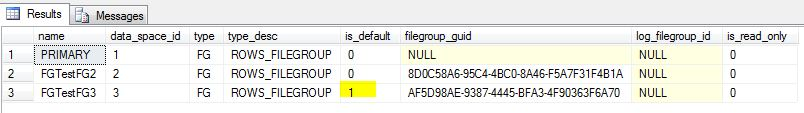 Results Messages
name data_space_id type type_desc is_default filegroup_guid log_filegroup_id is_read_only
1 PRIMARY 1 FG ROWS_FILEGROUP 0 NULL NULL 0
2 FGTestFG2 2 FG ROWS_FILEGROUP 0 8D0C58A6-95C4-4BC0-8A46-F5A7F31F4B1A NULL 0
3 FGTestFG3 3 FG ROWS_FILEGROUP 1 AF5D98AE-9387-4445-BFA3-4F90363F6A70 NULL 0